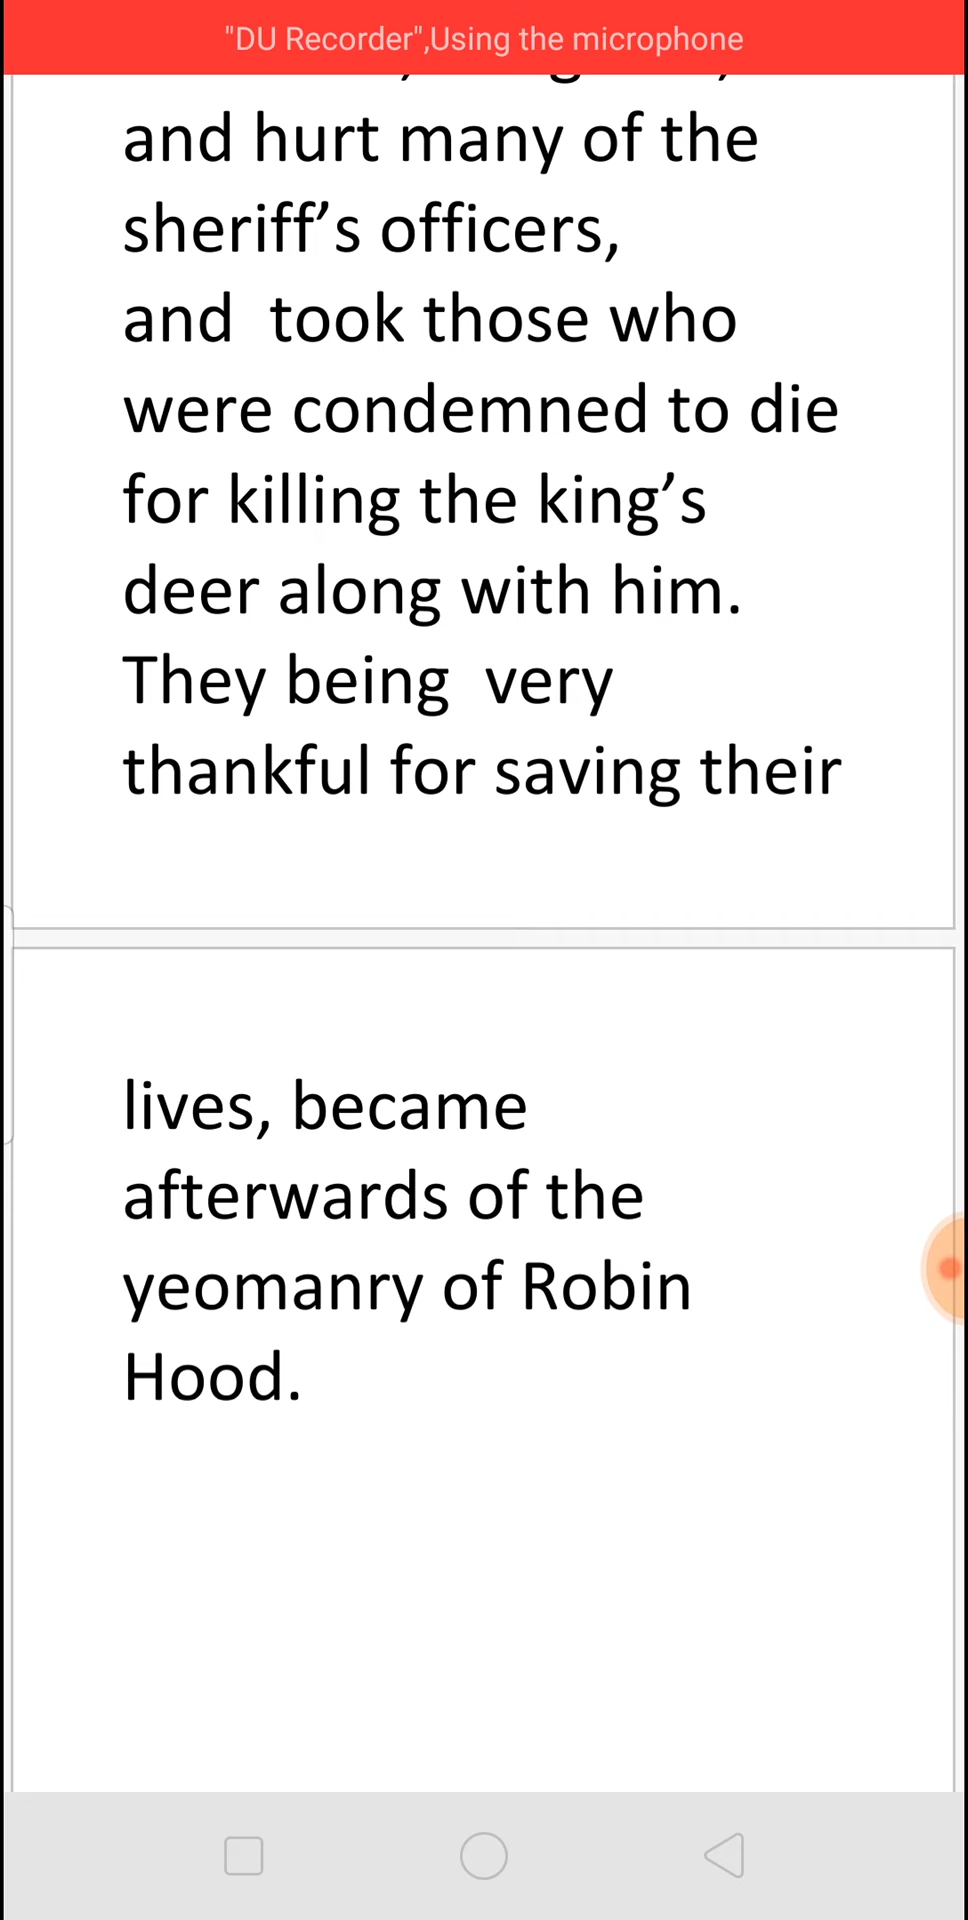 "DU Recorder",Using the microphone
and hurt many of the
sheriff’s officers,
and  took those who
were condemned to die
for killing the king’s
deer along with him.
They being  very
thankful for saving their
lives, became
afterwards of the
yeomanry of Robin
Hood.